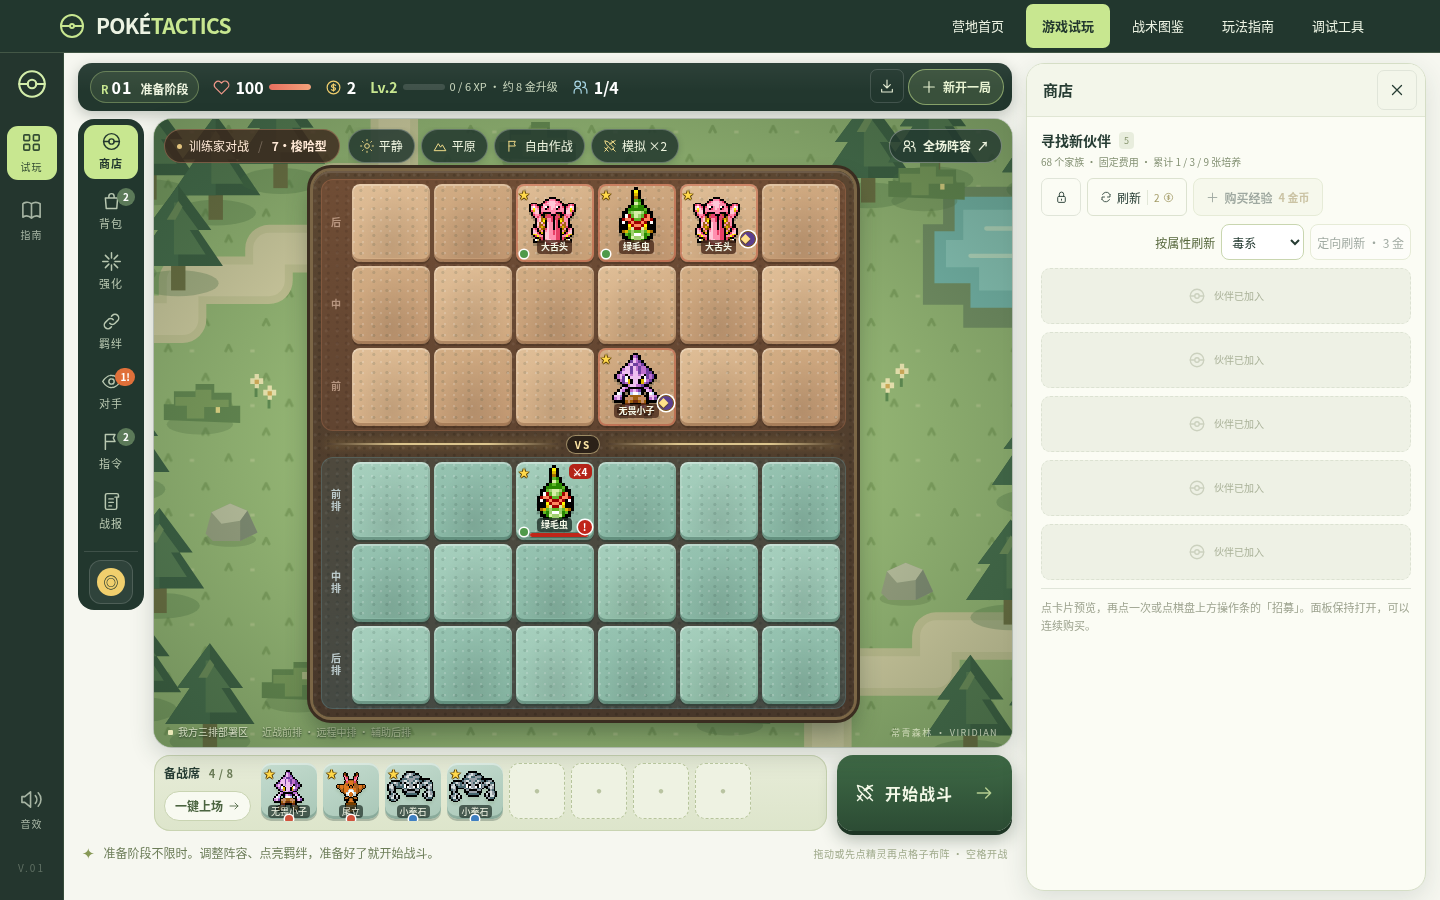 POKÉTACTICS
营地首页
游戏试玩
战术图鉴
玩法指南
调试工具
试玩
指南
音效
V.01
R 01 准备阶段
100
2
Lv.2
0 / 6 XP · 约 8 金升级
1/4
新开一局
商店
背包
2
强化
羁绊
对手
1!
指令
2
战报
训练家对战 / 7 · 梭哈型
平静
平原
自由作战
模拟 ×2
全场阵容 ↗
后
中
前
大舌头
绿毛虫
大舌头
无畏小子
VS
前排
中排
后排
4
绿毛虫
!
我方三排部署区
近战前排 · 远程中排 · 辅助后排
常青森林 · VIRIDIAN
备战席 4 / 8
一键上场 →
无畏小子
尾立
小拳石
小拳石
开始战斗 →
准备阶段不限时。调整阵容、点亮羁绊，准备好了就开始战斗。
拖动或先点精灵再点格子布阵 · 空格开战
商店
寻找新伙伴 5
68 个家族 · 固定费用 · 累计 1 / 3 / 9 张培养
刷新 2
购买经验 4 金币
按属性刷新
毒系
定向刷新 · 3 金
伙伴已加入
伙伴已加入
伙伴已加入
伙伴已加入
伙伴已加入
点卡片预览，再点一次或点棋盘上方操作条的「招募」。面板保持打开，可以
连续购买。